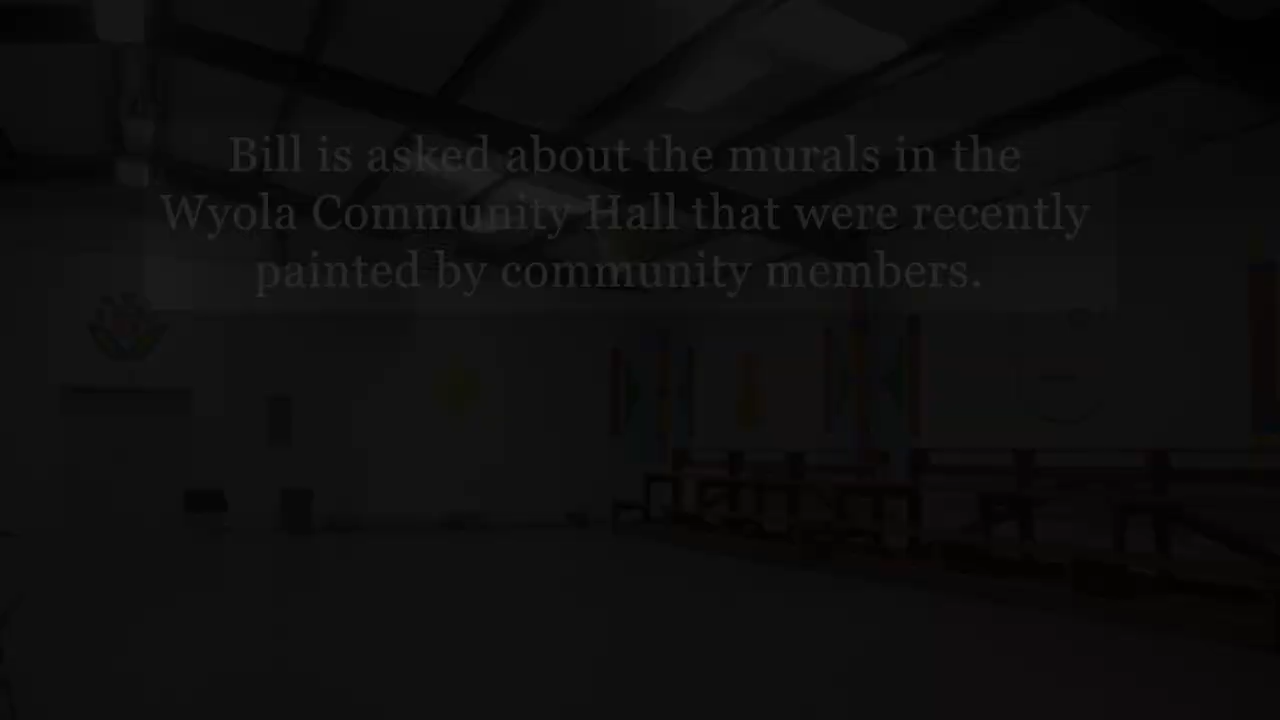 Bill is asked about the murals in the
Wyola Community Hall that were recently
painted by community members.